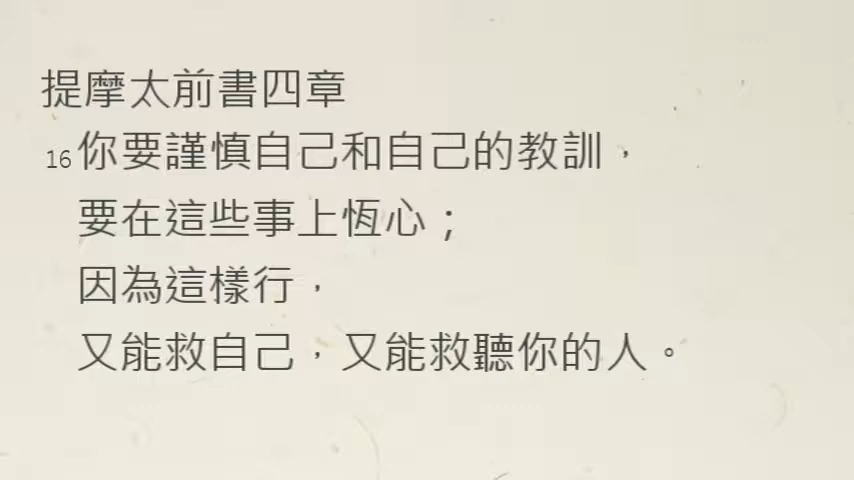 提摩太前書四章
16 你要謹慎自己和自己的教訓，
要在這些事上恆心；
因為這樣行，
又能救自己，又能救聽你的人。